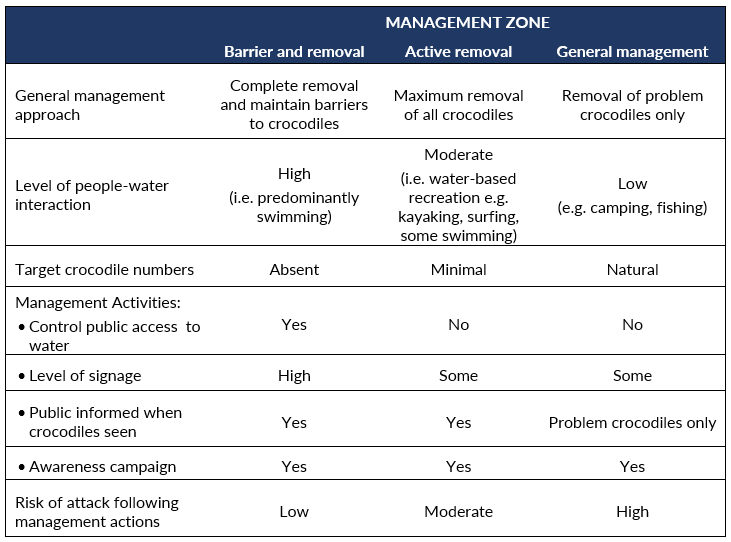 MANAGEMENT ZONE
Barrier and removal Active removal General management
General management approach
Complete removal
and maintain barriers
to crocodiles
Maximum removal
of all crocodiles
Removal of problem
crocodiles only
Level of people-water
interaction
High
(i.e. predominantly
swimming)
Moderate
(i.e. water-based
recreation e.g.
kayaking, surfing,
some swimming)
Low
(e.g. camping, fishing)
Target crocodile numbers Absent Minimal Natural
Management Activities:
• Control public access to
water
Yes No No
• Level of signage High Some Some
• Public informed when
crocodiles seen
Yes Yes Problem crocodiles only
• Awareness campaign Yes Yes Yes
Risk of attack following
management actions
Low Moderate High